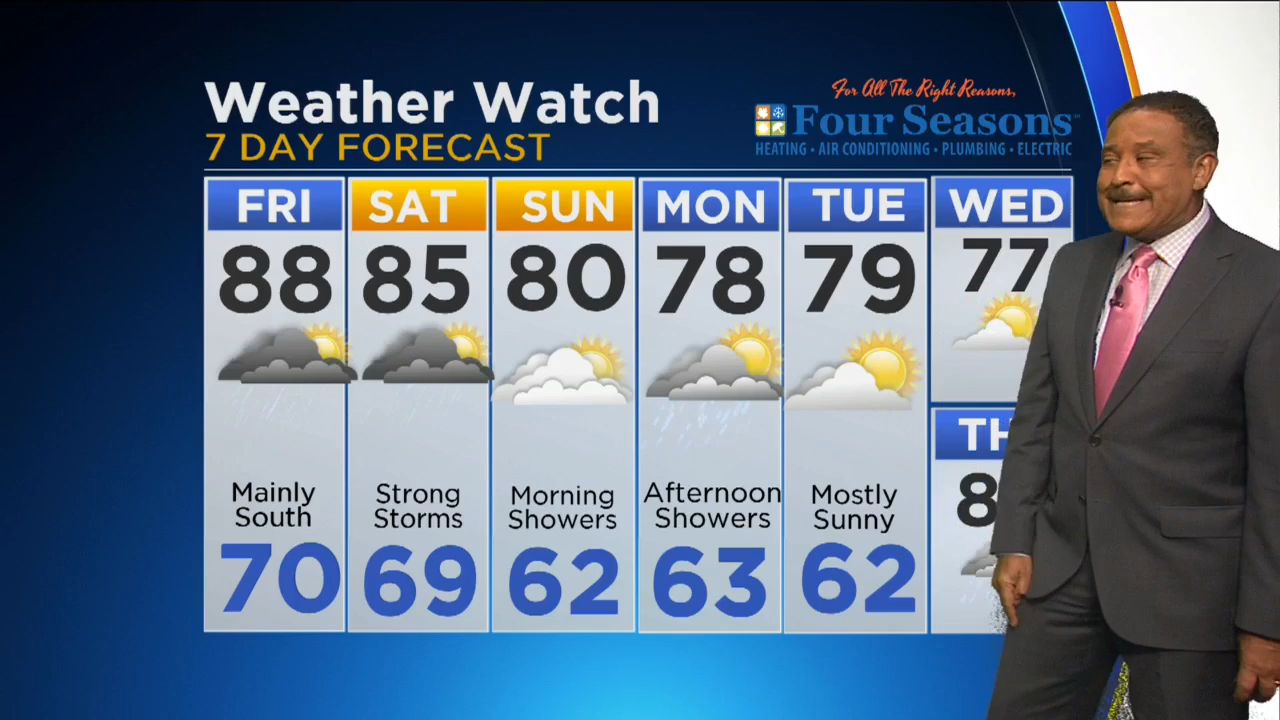 Weather Watch
7 DAY FORECAST
For All The Right Reasons.
Four Seasons
HEATING • AIR CONDITIONING • PLUMBING • ELECTRIC
FRI
88
Mainly
South
70
SAT
85
Strong
Storms
69
SUN
80
Morning
Showers
62
MON
78
Afternoon
Showers
63
TUE
79
Mostly
Sunny
62
WED
77
TH
8